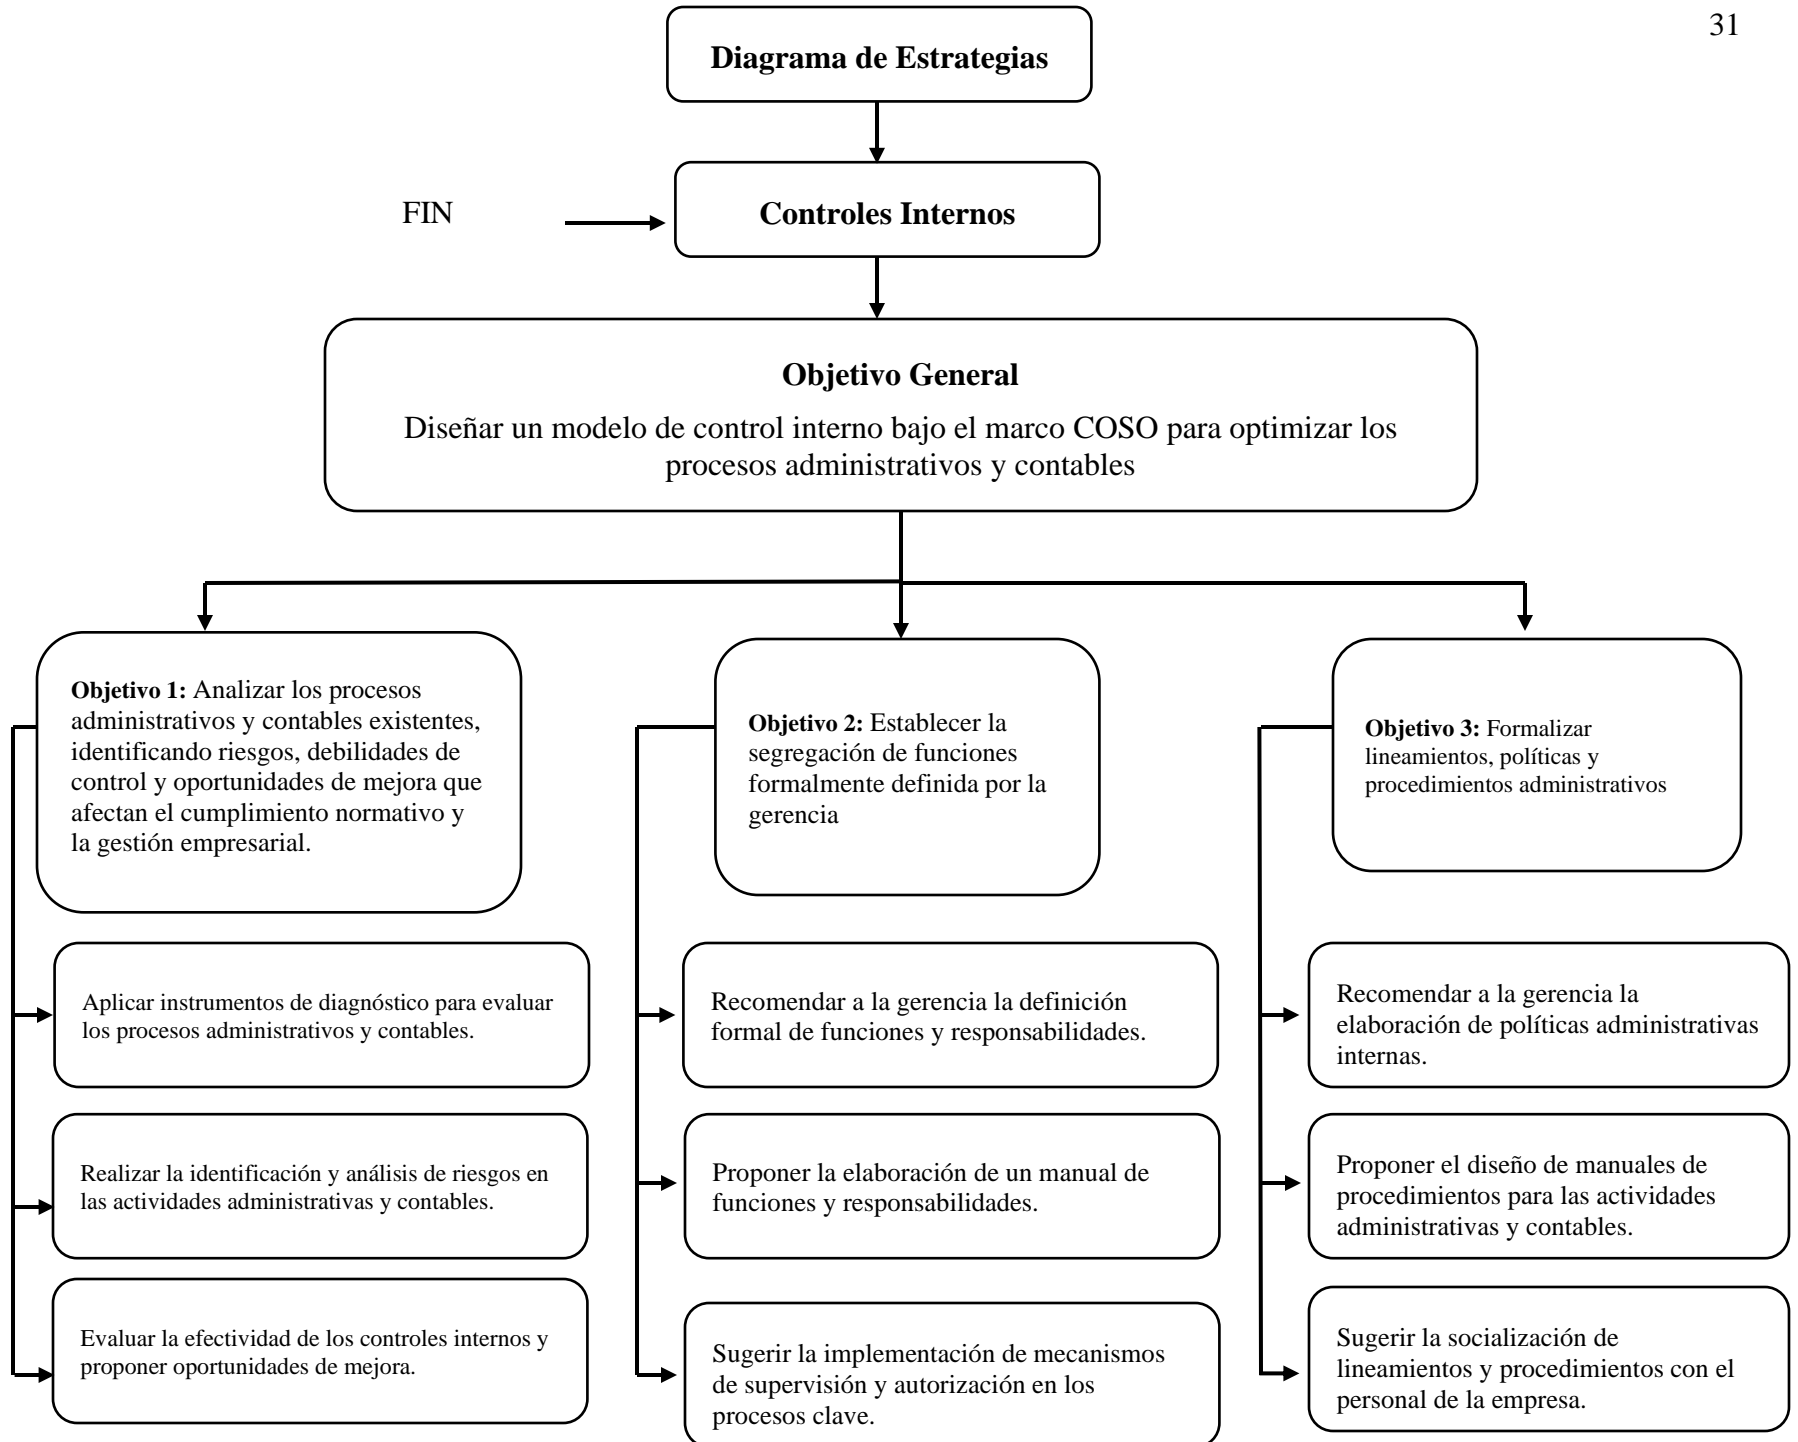 31
Diagrama de Estrategias
FIN
Controles Internos
Objetivo General
Diseñar un modelo de control interno bajo el marco COSO para optimizar los
procesos administrativos y contables
Objetivo 1: Analizar los procesos
administrativos y contables existentes,
identificando riesgos, debilidades de
control y oportunidades de mejora que
afectan el cumplimiento normativo y
la gestión empresarial.
Objetivo 2: Establecer la
segregación de funciones
formalmente definida por la
gerencia
Objetivo 3: Formalizar
lineamientos, políticas y
procedimientos administrativos
Aplicar instrumentos de diagnóstico para evaluar
los procesos administrativos y contables.
Recomendar a la gerencia la definición
formal de funciones y responsabilidades.
Recomendar a la gerencia la
elaboración de políticas administrativas
internas.
Realizar la identificación y análisis de riesgos en
las actividades administrativas y contables.
Proponer la elaboración de un manual de
funciones y responsabilidades.
Proponer el diseño de manuales de
procedimientos para las actividades
administrativas y contables.
Evaluar la efectividad de los controles internos y
proponer oportunidades de mejora.
Sugerir la implementación de mecanismos
de supervisión y autorización en los
procesos clave.
Sugerir la socialización de
lineamientos y procedimientos con el
personal de la empresa.